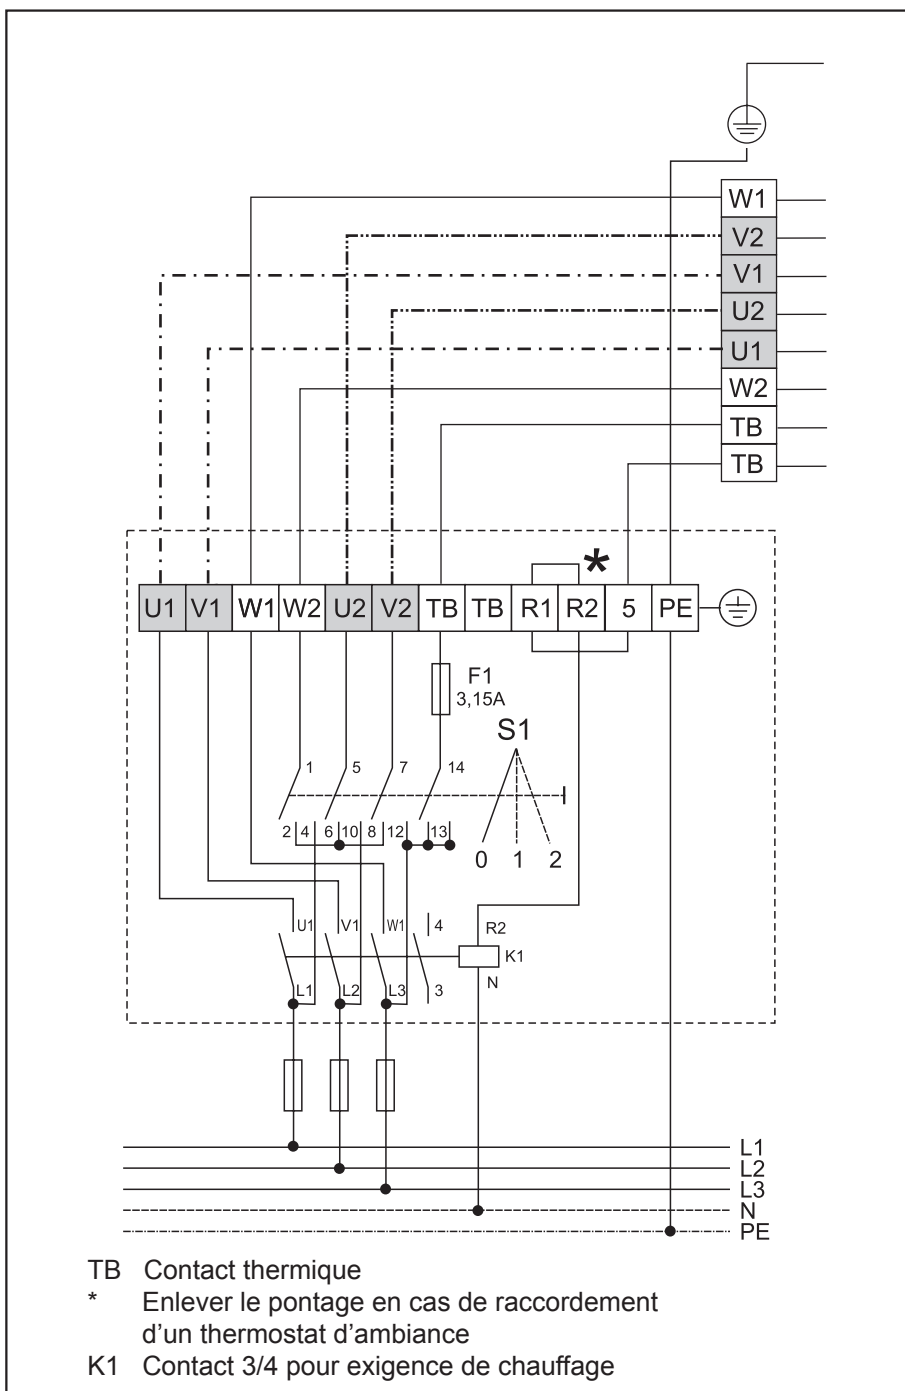 W1
V2
V1
U2
U1
W2
TB
TB
*
U1 V1 W1 W2 U2 V2 TB TB R1 R2 5 PE
F1
3,15A
S1
1 5 7 14
2 4 6 10 8 12 13
0 1 2
U1 V1 W1 4 R2
K1
L1 L2 L3 3 N
L1
L2
L3
N
PE
TB Contact thermique
* Enlever le pontage en cas de raccordement
d'un thermostat d'ambiance
K1 Contact 3/4 pour exigence de chauffage